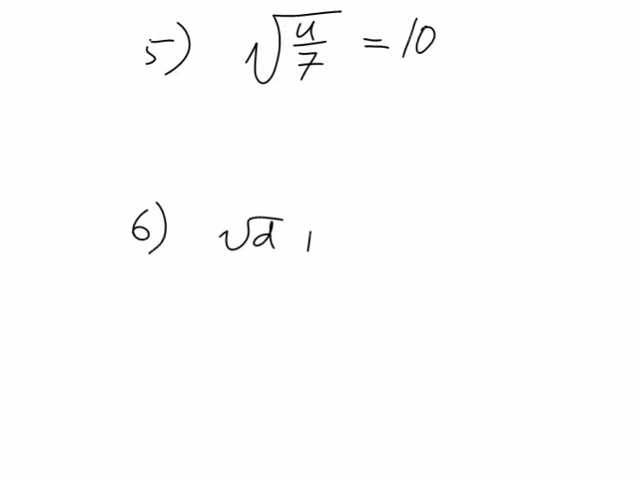 5) √(u/7) = 10
6) √d ı